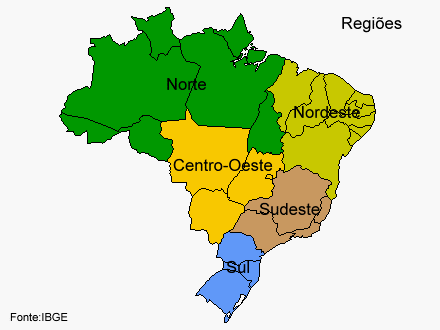 Regiões
Norte
Nordeste
Centro-Oeste
Sudeste
Sul
Fonte:IBGE